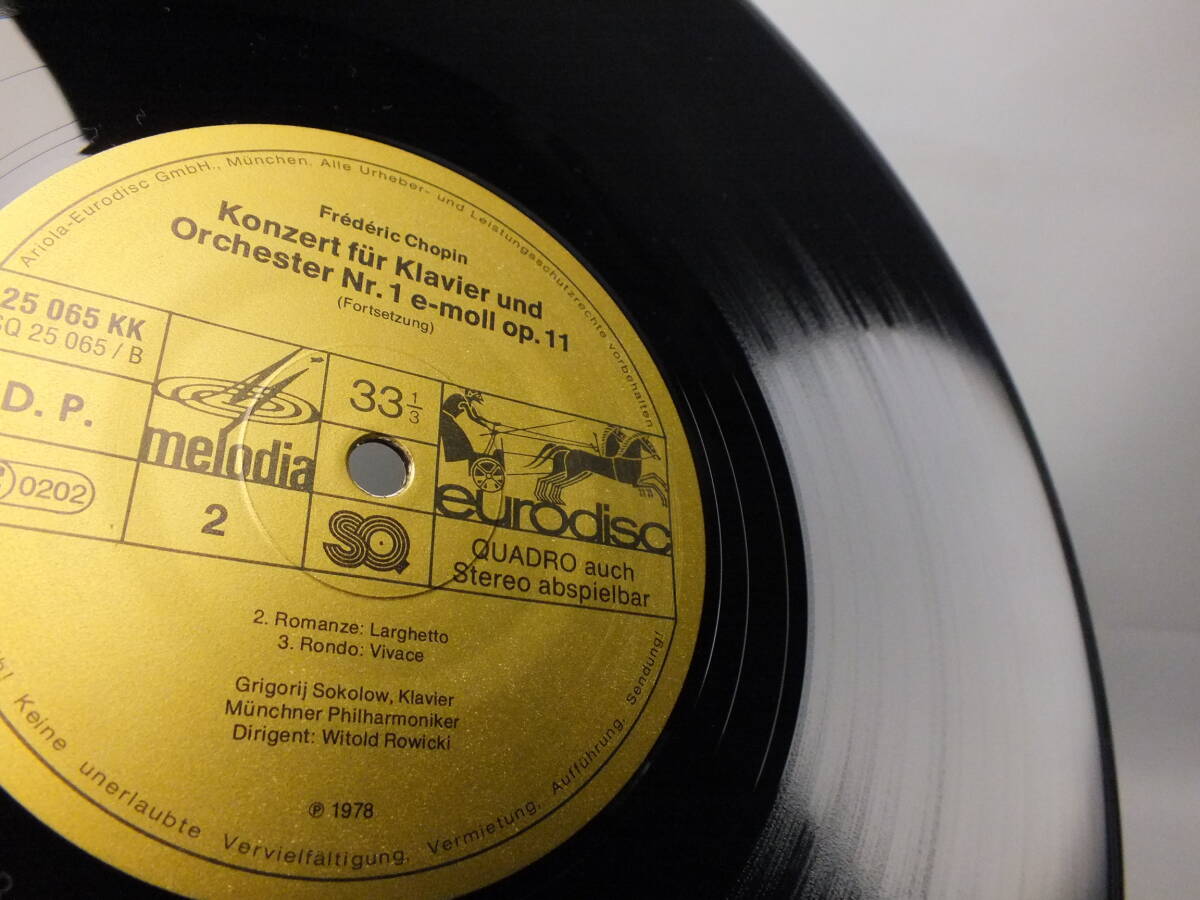 Ariola-Eurodisc GmbH., München. Alle Urheber- und Leistungsschutzrechte vorbehalten
Frédéric Chopin
Konzert für Klavier und
Orchester Nr. 1 e-moll op. 11
(Fortsetzung)
25 065 KK
SQ 25 065 / B
D. P.
0202
melodia
2
33 1/3
SQ
eurodisc
QUADRO auch
Stereo abspielbar
2. Romanze: Larghetto
3. Rondo: Vivace
Grigorij Sokolow, Klavier
Münchner Philharmoniker
Dirigent: Witold Rowicki
℗ 1978
Keine unerlaubte Vervielfältigung, Vermietung, Aufführung, Sendung!